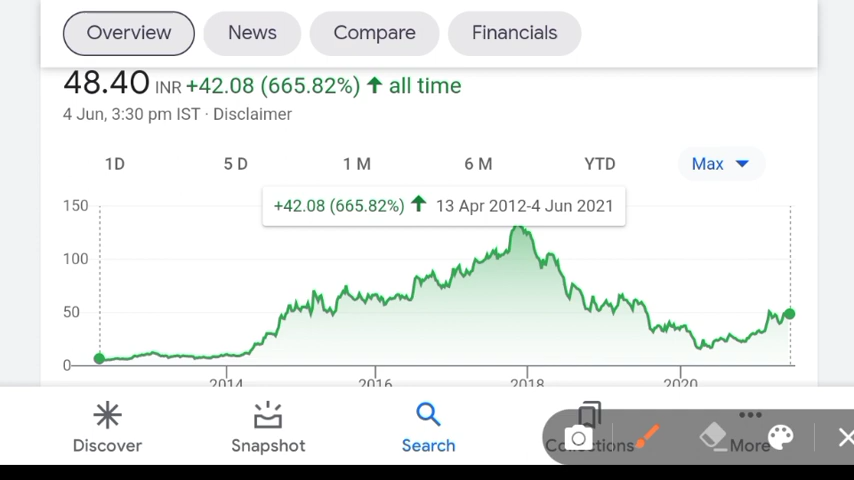 Overview News Compare Financials
48.40 INR +42.08 (665.82%) ↑ all time
4 Jun, 3:30 pm IST · Disclaimer
1D 5 D 1 M 6 M YTD Max
+42.08 (665.82%) ↑ 13 Apr 2012-4 Jun 2021
150
100
50
0
2014 2016 2018 2020
Discover Snapshot Search Collections More